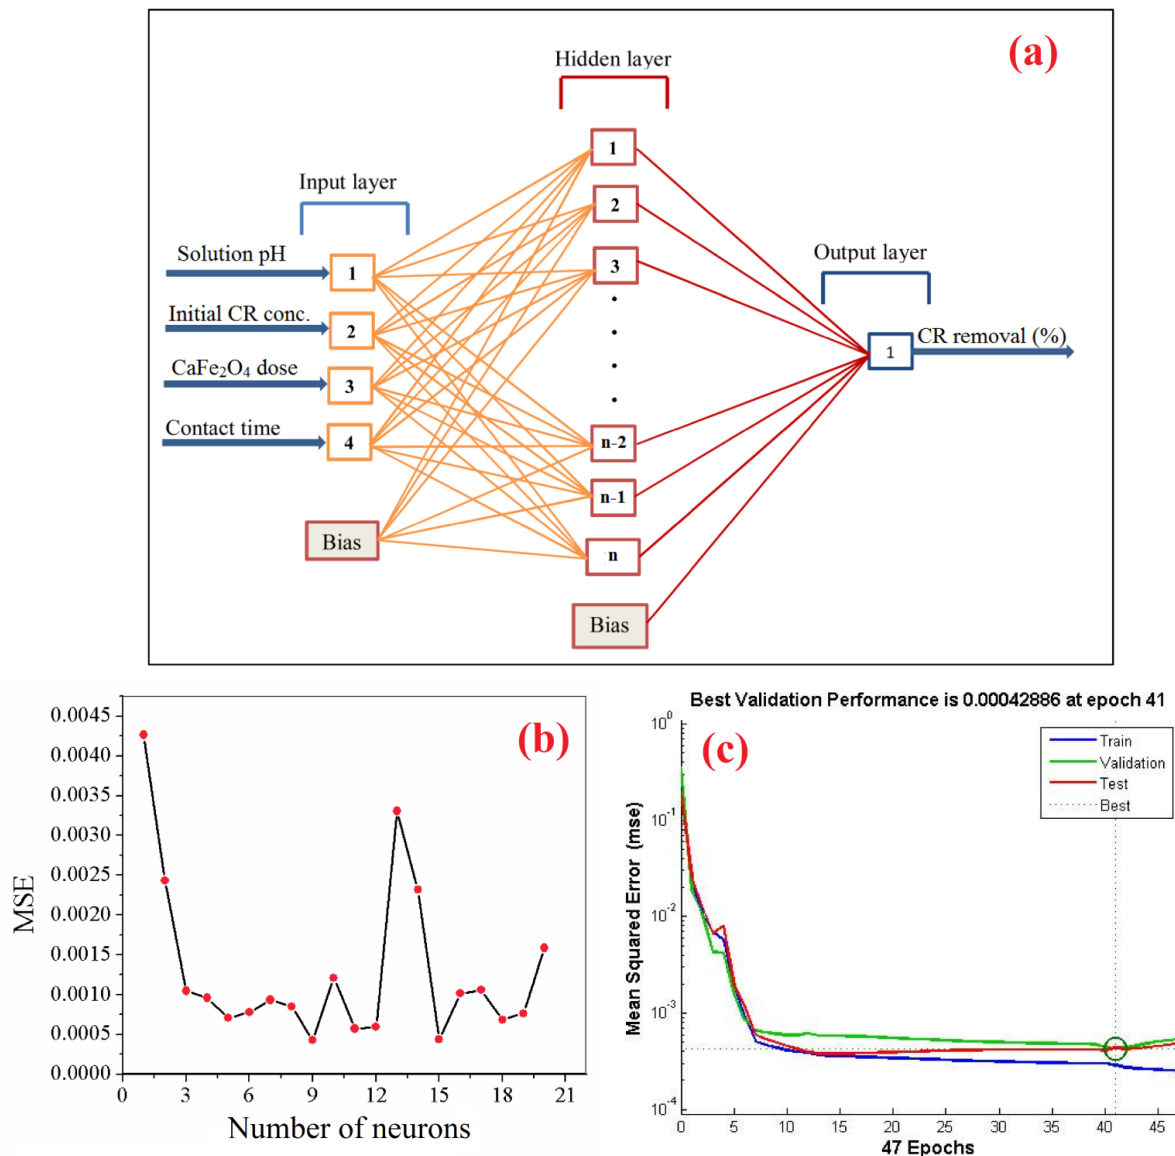 (a)
Hidden layer
Input layer
Output layer
Solution pH
Initial CR conc.
CaFe₂O₄ dose
Contact time
1
2
3
4
Bias
1
2
3
n-2
n-1
n
Bias
1
CR removal (%)
(b)
MSE
0.0045
0.0040
0.0035
0.0030
0.0025
0.0020
0.0015
0.0010
0.0005
0.0000
0 3 6 9 12 15 18 21
Number of neurons
Best Validation Performance is 0.00042886 at epoch 41
(c)
Train
Validation
Test
Best
Mean Squared Error (mse)
10⁰
10⁻¹
10⁻²
10⁻³
10⁻⁴
0 5 10 15 20 25 30 35 40 45
47 Epochs